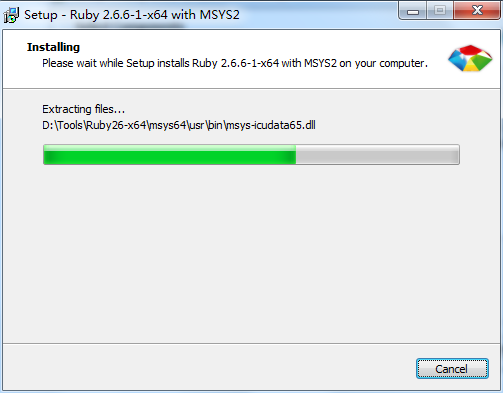 Setup - Ruby 2.6.6-1-x64 with MSYS2
Installing
Please wait while Setup installs Ruby 2.6.6-1-x64 with MSYS2 on your computer.
Extracting files...
D:\Tools\Ruby26-x64\msys64\usr\bin\msys-icudata65.dll
Cancel